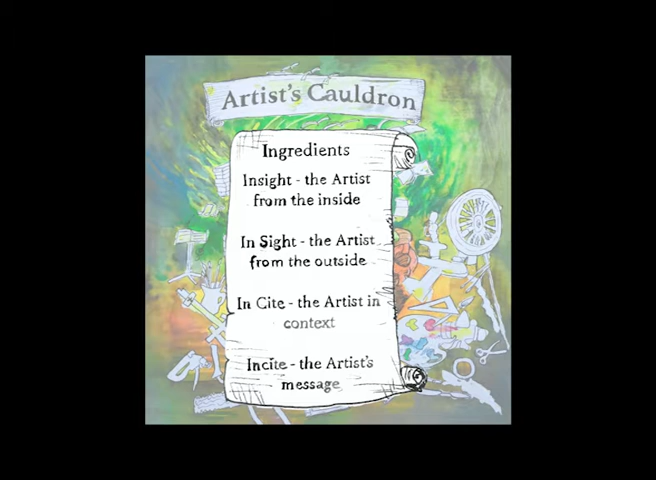 Artist's Cauldron
Ingredients
Insight - the Artist
from the inside
In Sight - the Artist
from the outside
In Cite - the Artist in
context
Incite - the Artist's
message